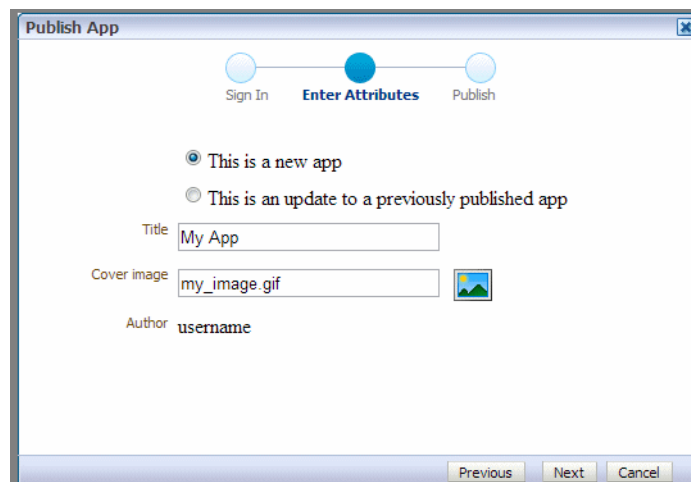 Publish App
Sign In Enter Attributes Publish
This is a new app
This is an update to a previously published app
Title My App
Cover image my_image.gif
Author username
Previous Next Cancel